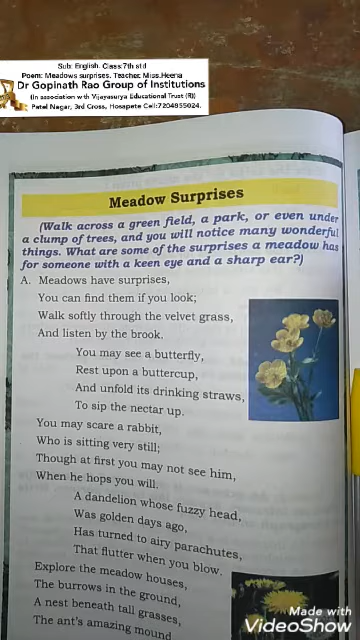 Sub: English. Class:7th std
Poem: Meadows surprises. Teacher. Miss.Heena
Dr Gopinath Rao Group of Institutions
(In association with Vijayasurya Educational Trust (R))
Patel Nagar, 3rd Cross, Hosapete Cell:7204855024.
Meadow Surprises
(Walk across a green field, a park, or even under
a clump of trees, and you will notice many wonderful
things. What are some of the surprises a meadow has
for someone with a keen eye and a sharp ear?)
A. Meadows have surprises,
You can find them if you look;
Walk softly through the velvet grass,
And listen by the brook.
You may see a butterfly,
Rest upon a buttercup,
And unfold its drinking straws,
To sip the nectar up.
You may scare a rabbit,
Who is sitting very still;
Though at first you may not see him,
When he hops you will.
A dandelion whose fuzzy head,
Was golden days ago,
Has turned to airy parachutes,
That flutter when you blow.
Explore the meadow houses,
The burrows in the ground,
A nest beneath tall grasses,
The ant's amazing mound
Made with
VideoShow